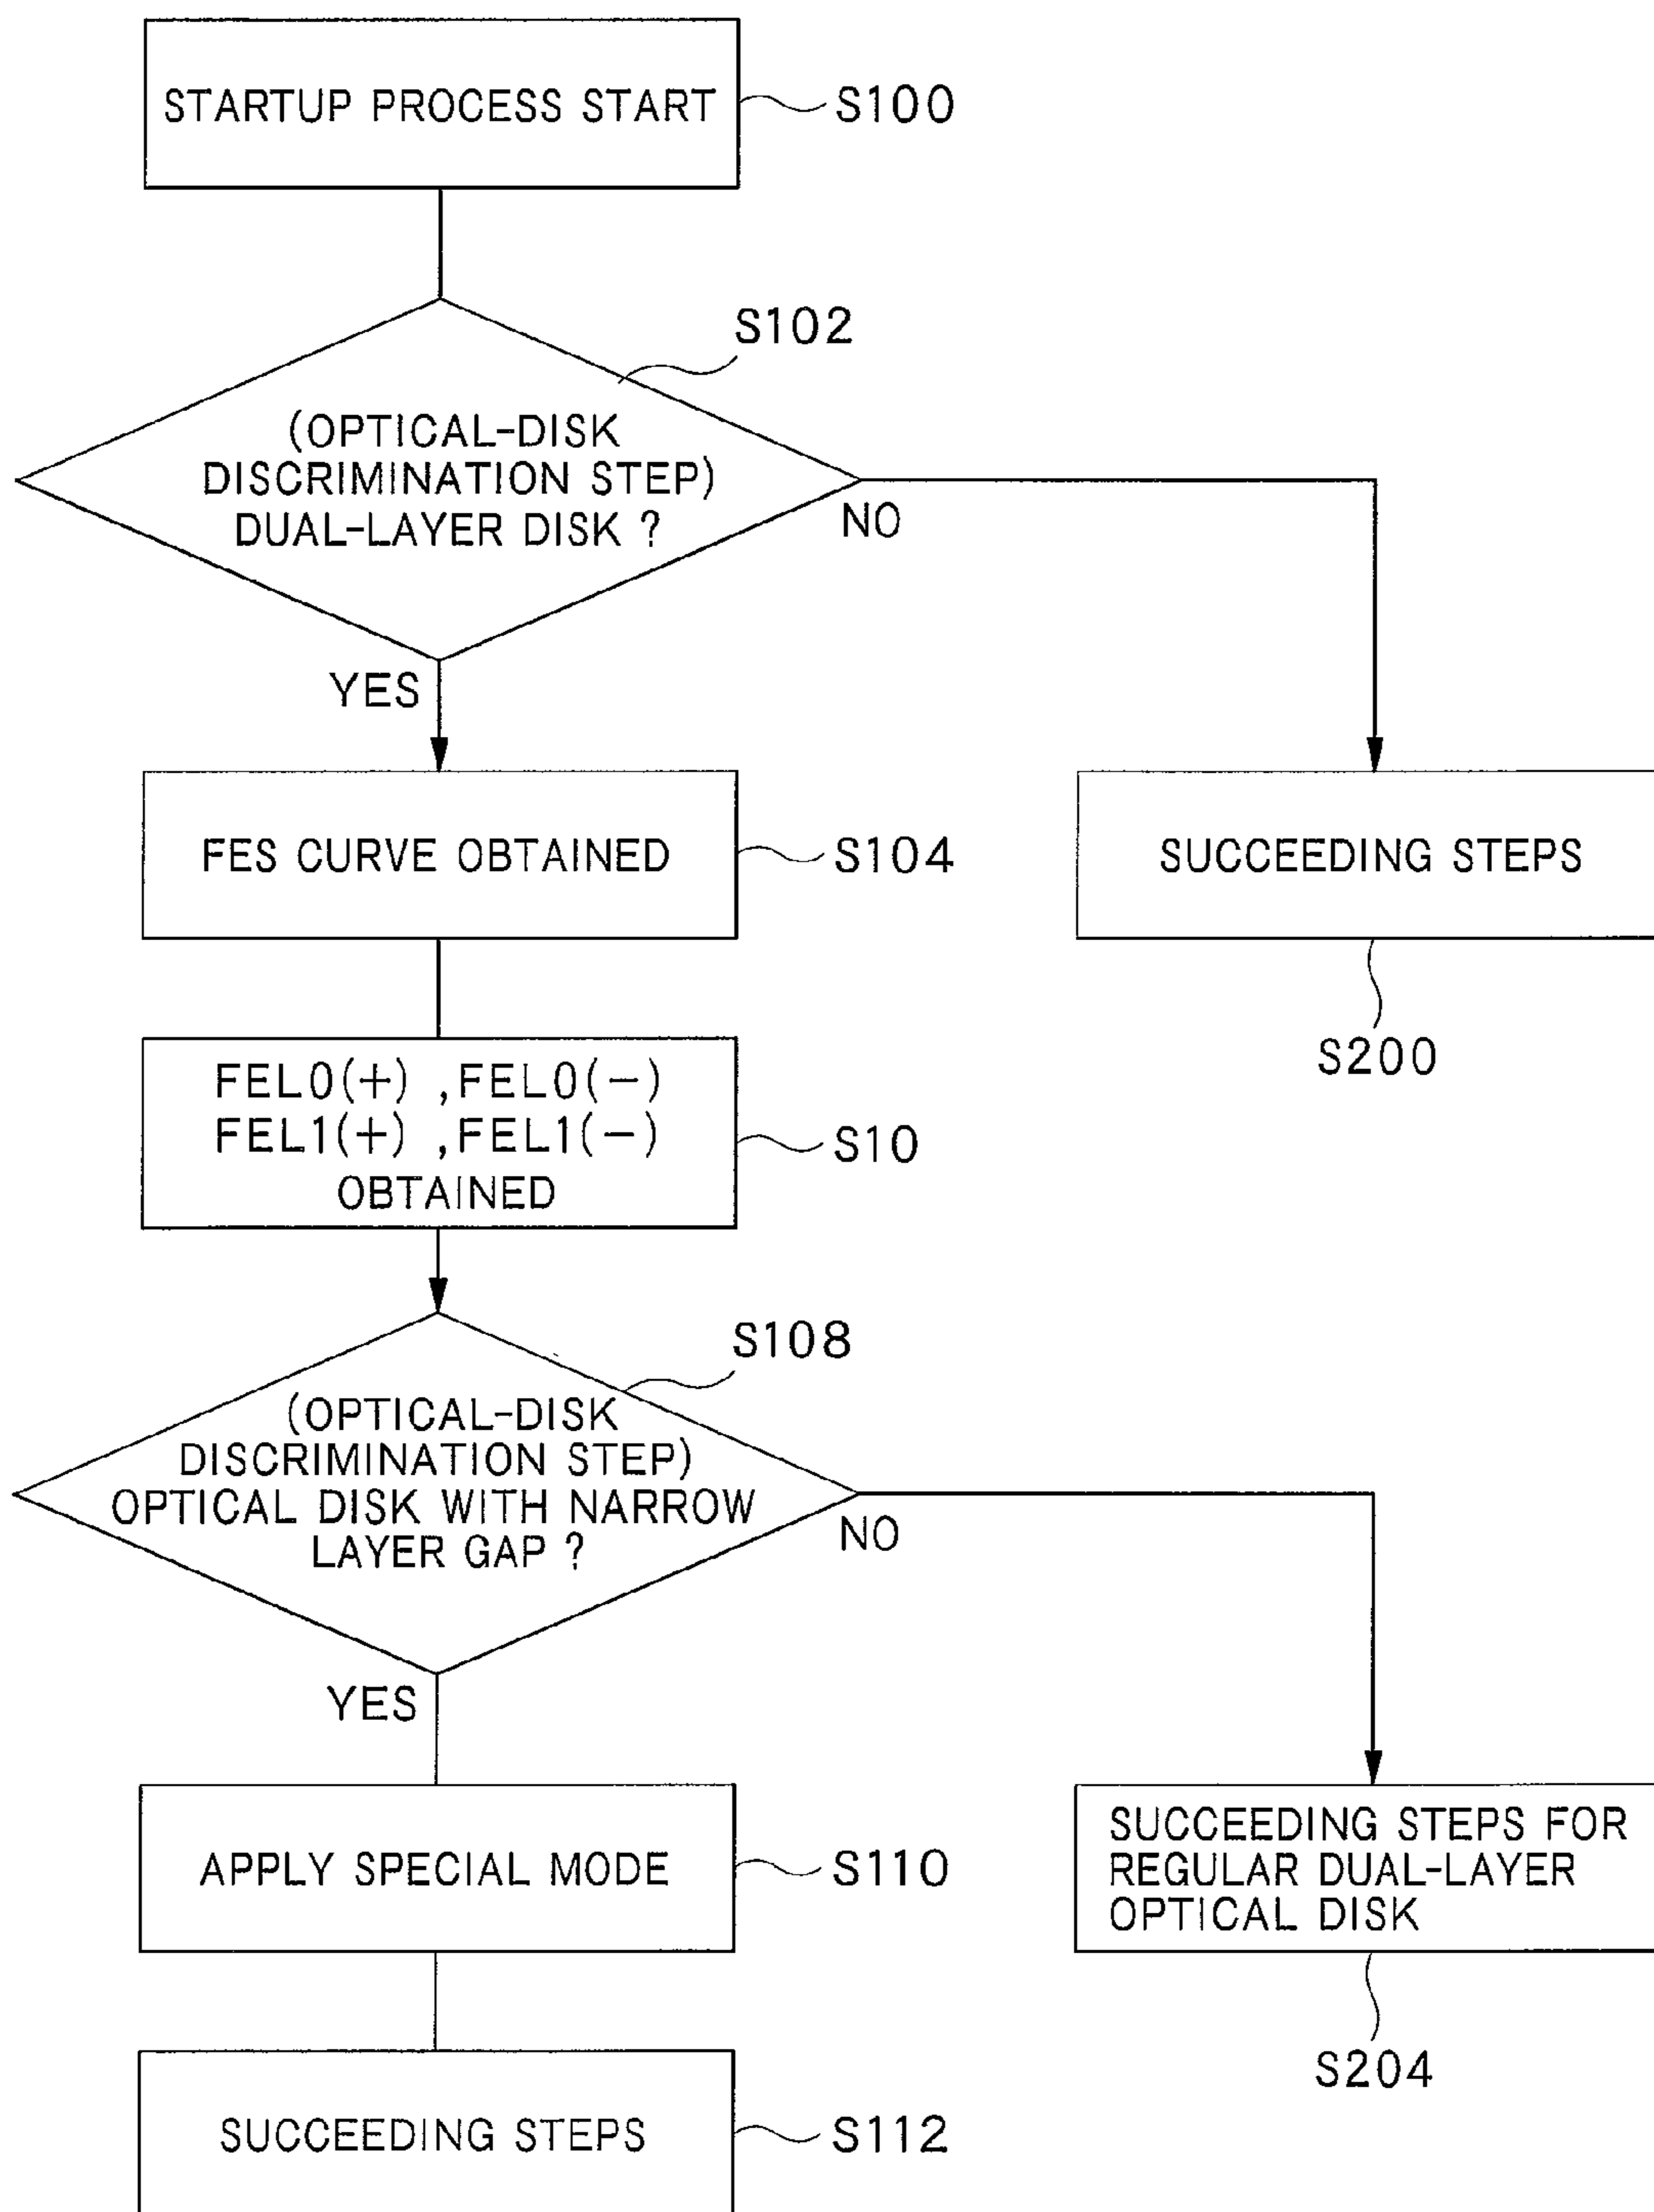 STARTUP PROCESS START
S100
S102
(OPTICAL-DISK
DISCRIMINATION STEP)
DUAL-LAYER DISK ?
NO
YES
FES CURVE OBTAINED
S104
SUCCEEDING STEPS
S200
FEL0(+) ,FEL0(−)
FEL1(+) ,FEL1(−)
OBTAINED
S10
S108
(OPTICAL-DISK
DISCRIMINATION STEP)
OPTICAL DISK WITH NARROW
LAYER GAP ?
NO
YES
APPLY SPECIAL MODE
S110
SUCCEEDING STEPS FOR
REGULAR DUAL-LAYER
OPTICAL DISK
S204
SUCCEEDING STEPS
S112